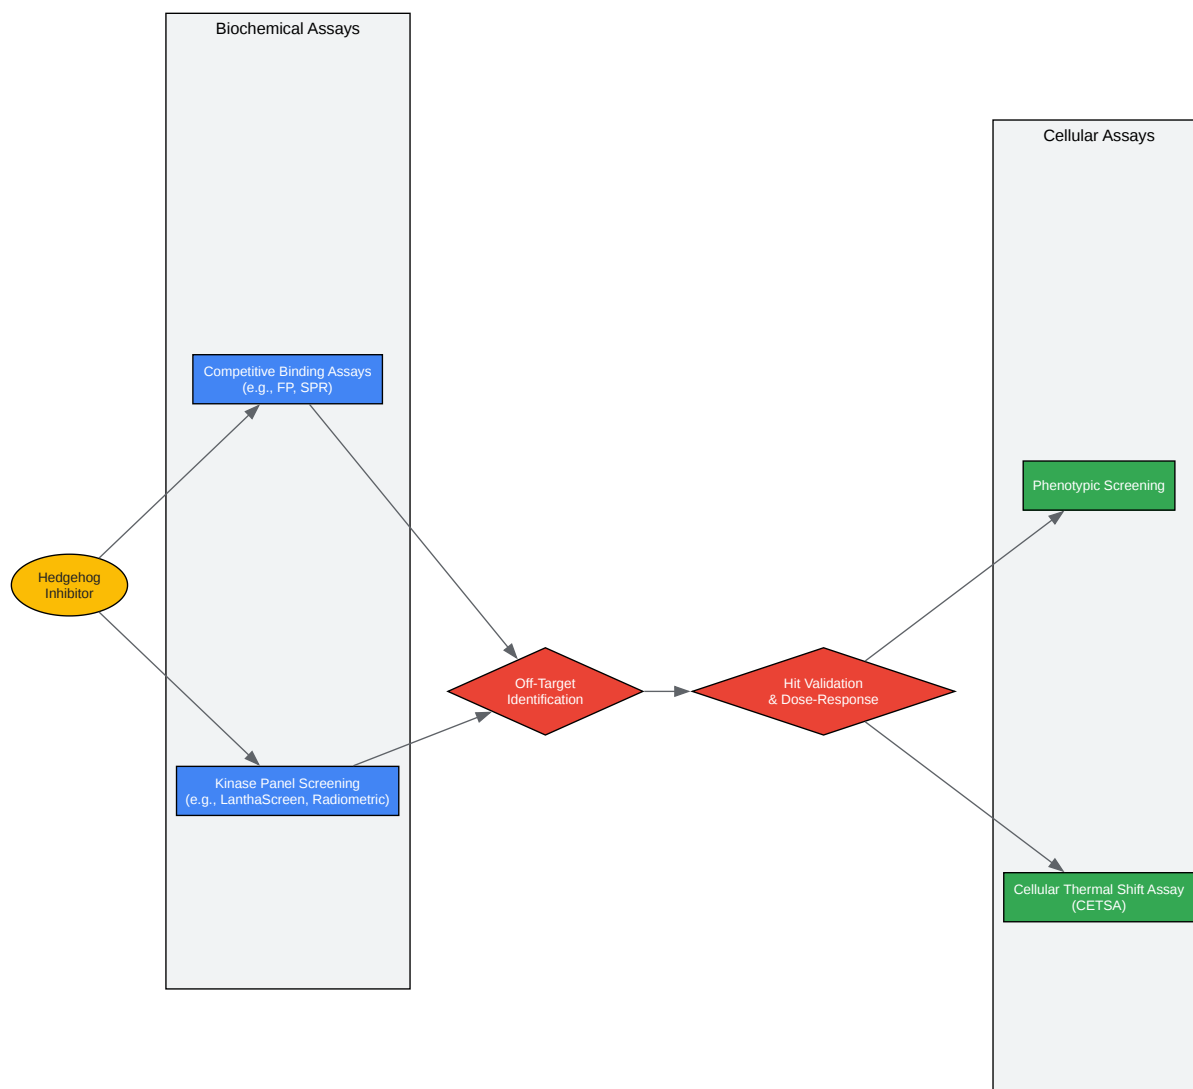 Biochemical Assays
Cellular Assays
Competitive Binding Assays
(e.g., FP, SPR)
Phenotypic Screening
Hedgehog
Inhibitor
Off-Target
Identification
Hit Validation
& Dose-Response
Kinase Panel Screening
(e.g., LanthaScreen, Radiometric)
Cellular Thermal Shift Assay
(CETSA)